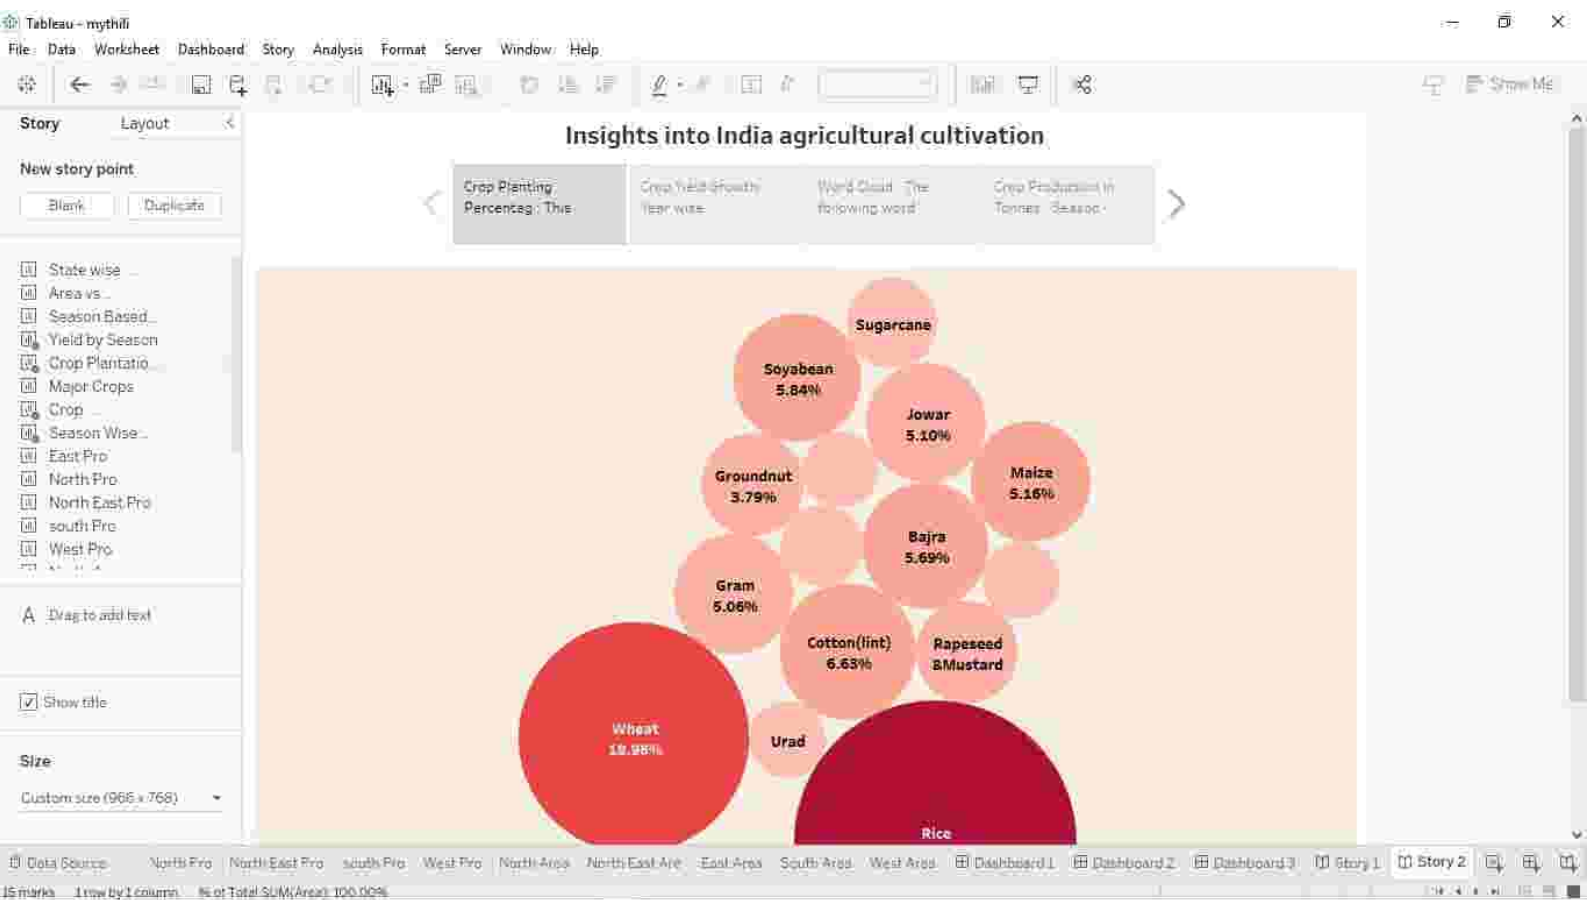 Tableau - mythili
File Data Worksheet Dashboard Story Analysis Format Server Window Help
Show Me
Story Layout
New story point
Blank Duplicate
State wise ...
Area vs ..
Season Based...
Yield by Season
Crop Plantatio...
Major Crops
Crop ...
Season Wise...
East Pro
North Pro
North East Pro
south Pro
West Pro
A Drag to add text
Show title
Size
Custom size (966 x 768)
Insights into India agricultural cultivation
Crop Planting
Percentag : This
Crop Yield Growth
Year wise
Word Cloud : The
following word
Crop Production in
Tonnes : Season -
Sugarcane
Soyabean
5.84%
Jowar
5.10%
Maize
5.16%
Groundnut
3.79%
Bajra
5.69%
Gram
5.06%
Cotton(lint)
6.63%
Rapeseed
&Mustard
Wheat
Urad
Rice
Data Source North Pro North East Pro south Pro West Pro North Area North East Are East Area South Area West Area Dashboard 1 Dashboard 2 Dashboard 3 Story 1 Story 2
15 marks 1 row by 1 column % of Total SUM(Area): 100.00%